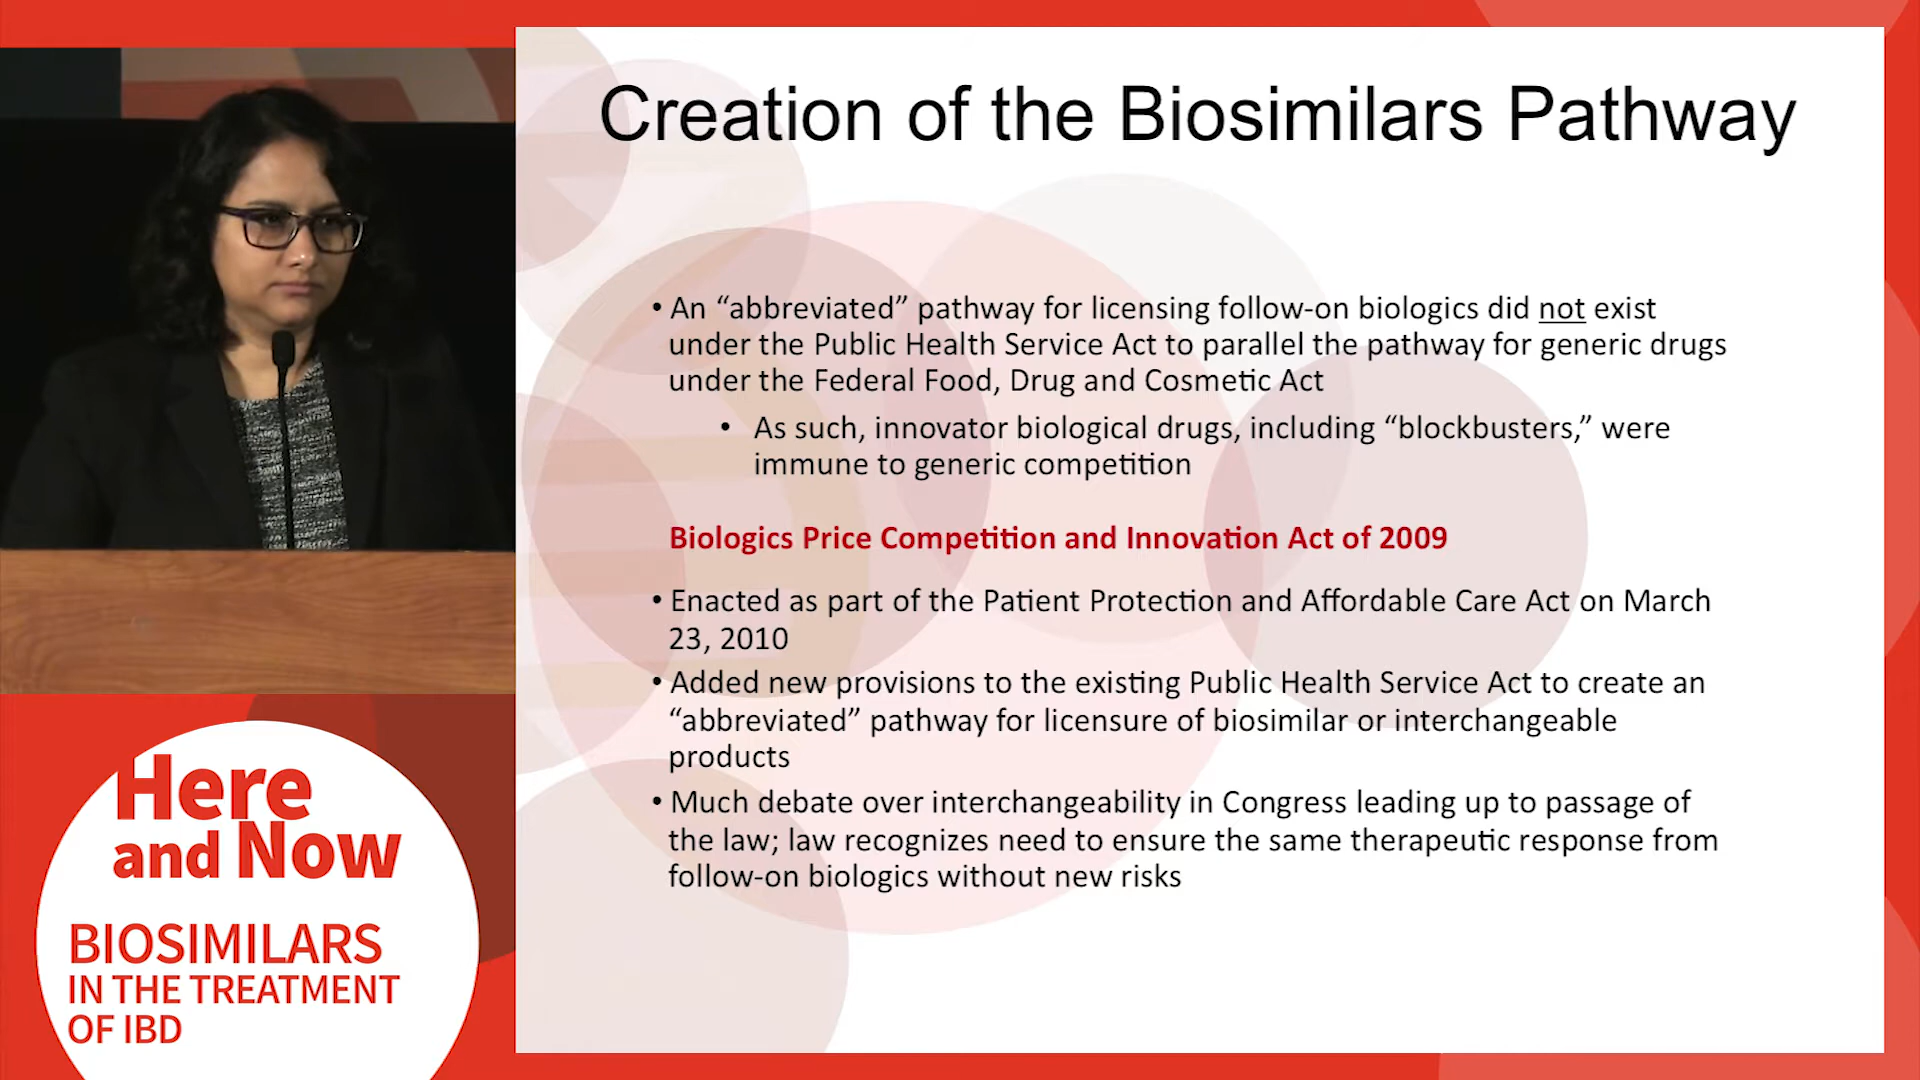 Creation of the Biosimilars Pathway
• An “abbreviated” pathway for licensing follow-on biologics did not exist
under the Public Health Service Act to parallel the pathway for generic drugs
under the Federal Food, Drug and Cosmetic Act
• As such, innovator biological drugs, including “blockbusters,” were
immune to generic competition
Biologics Price Competition and Innovation Act of 2009
• Enacted as part of the Patient Protection and Affordable Care Act on March
23, 2010
• Added new provisions to the existing Public Health Service Act to create an
“abbreviated” pathway for licensure of biosimilar or interchangeable
products
• Much debate over interchangeability in Congress leading up to passage of
the law; law recognizes need to ensure the same therapeutic response from
follow-on biologics without new risks
Here
and Now
BIOSIMILARS
IN THE TREATMENT
OF IBD